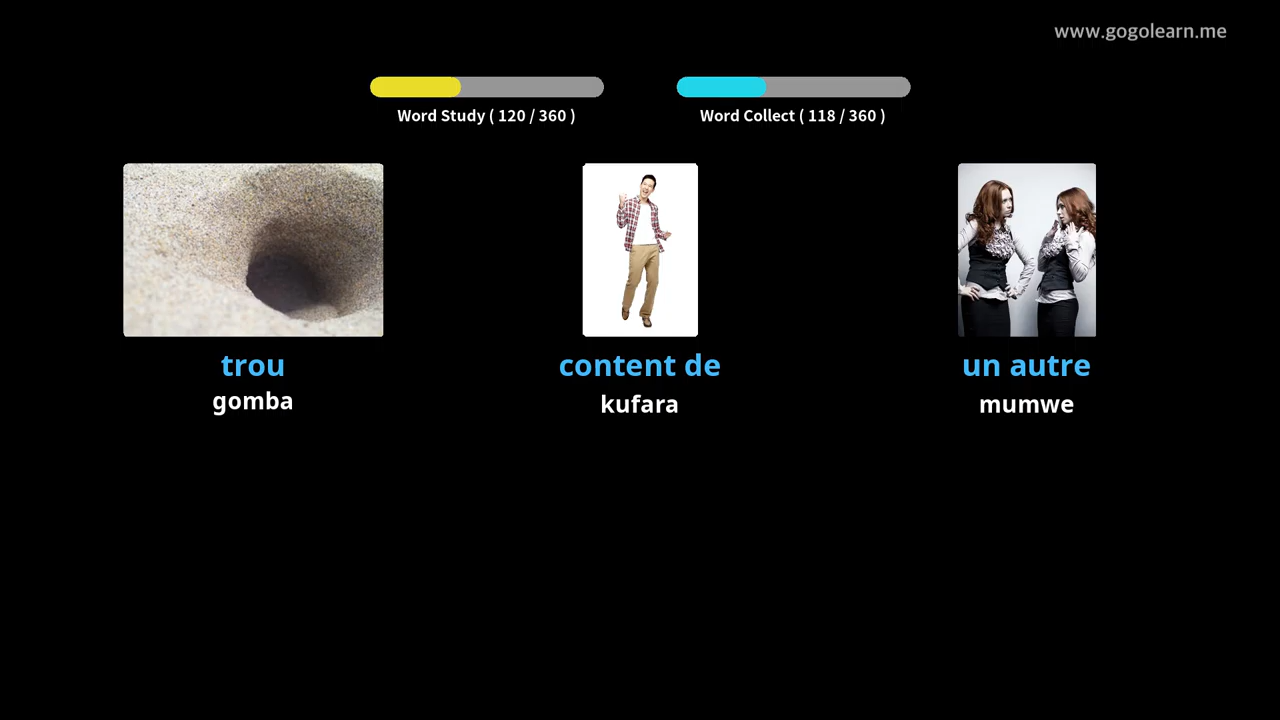 www.gogolearn.me
Word Study ( 120 / 360 )
Word Collect ( 118 / 360 )
trou
content de
un autre
gomba
kufara
mumwe